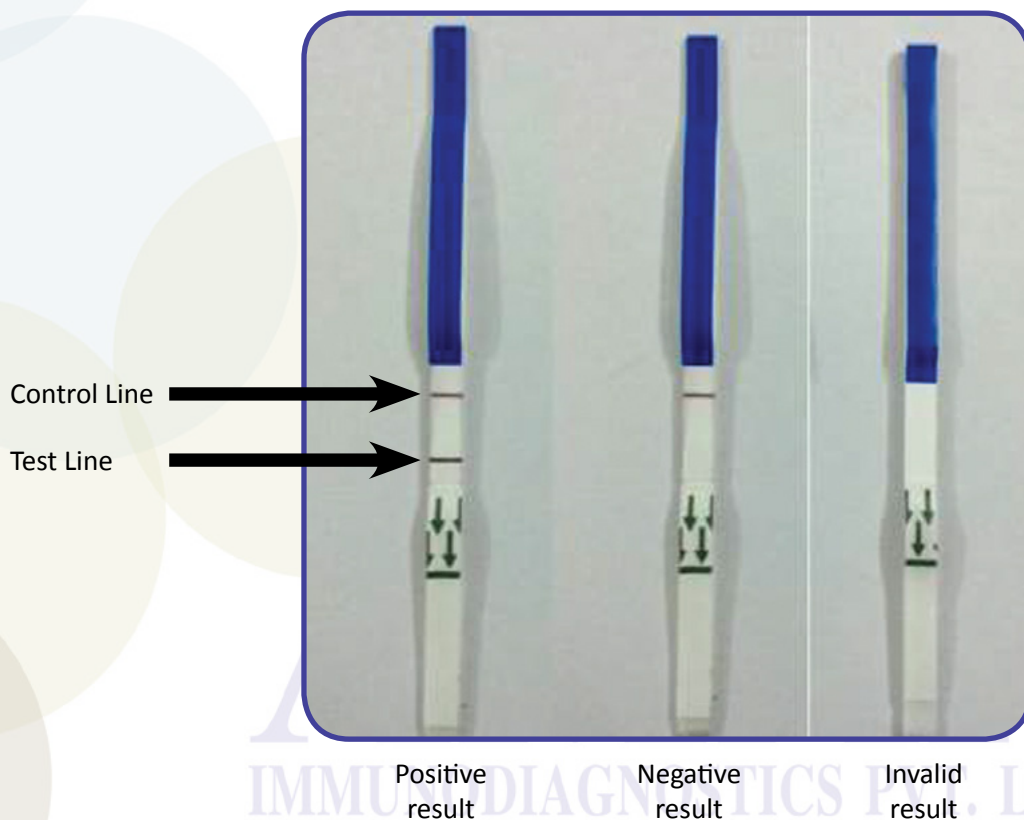 Control Line
Test Line
Positive
result
Negative
result
Invalid
result
IMMUNODIAGNOSTICS PVT. L